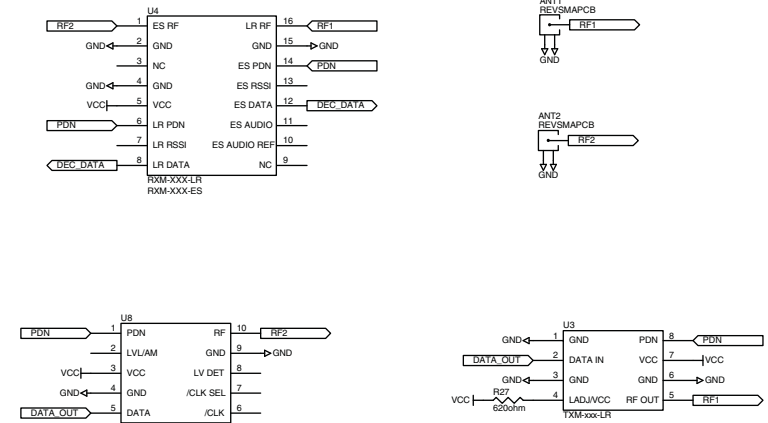 U4
RF2 1 ES RF LR RF 16 RF1
GND 2 GND GND 15 GND
3 NC ES PDN 14 PDN
GND 4 GND ES RSSI 13
VCC 5 VCC ES DATA 12 DEC_DATA
PDN 6 LR PDN ES AUDIO 11
7 LR RSSI ES AUDIO REF 10
DEC_DATA 8 LR DATA NC 9
RXM-XXX-LR
RXM-XXX-ES
ANT1
REVSMAPCB
RF1
GND
ANT2
REVSMAPCB
RF2
GND
U8
PDN 1 PDN RF 10 RF2
2 LVL/AM GND 9 GND
VCC 3 VCC LV DET 8
GND 4 GND /CLK SEL 7
DATA_OUT 5 DATA /CLK 6
U3
GND 1 GND PDN 8 PDN
DATA_OUT 2 DATA IN VCC 7 VCC
GND 3 GND GND 6 GND
R27
VCC 4 LADJ/VCC RF OUT 5 RF1
620ohm
TXM-xxx-LR